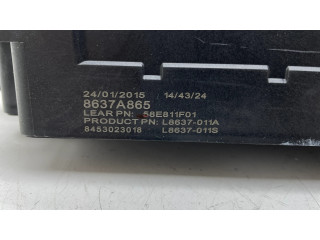 24/01/2015 14/43/24
8637A865
LEAR PN: 58E811F01
PRODUCT PN: L8637-011A
8453023018 L8637-011S